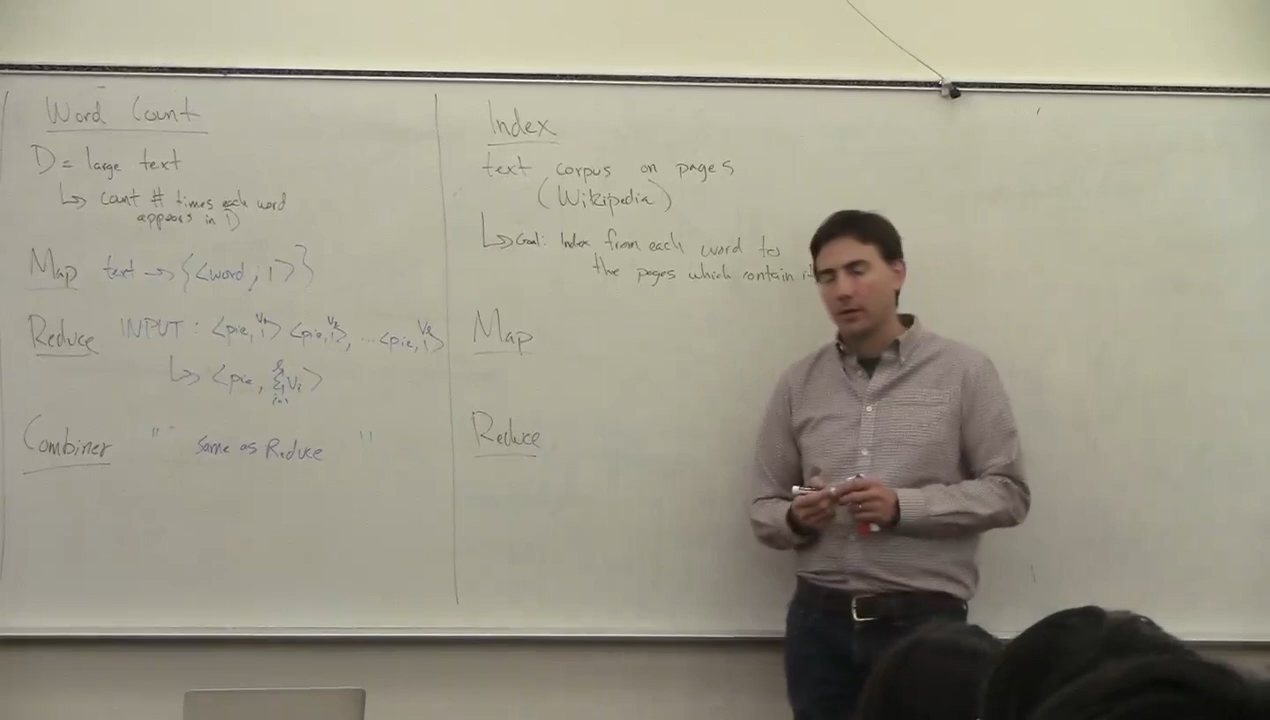 Word Count
D = large text
↳ count # times each word
appears in D
Map text → {<word, 1>}
Reduce INPUT : <pie, 1> <pie, 1>, ... <pie, 1>
↳ <pie, Σ vᵢ>
Combiner " same as Reduce "
Index
text corpus on pages
(Wikipedia)
↳ Goal: Index from each word to
the pages which contain it
Map
Reduce